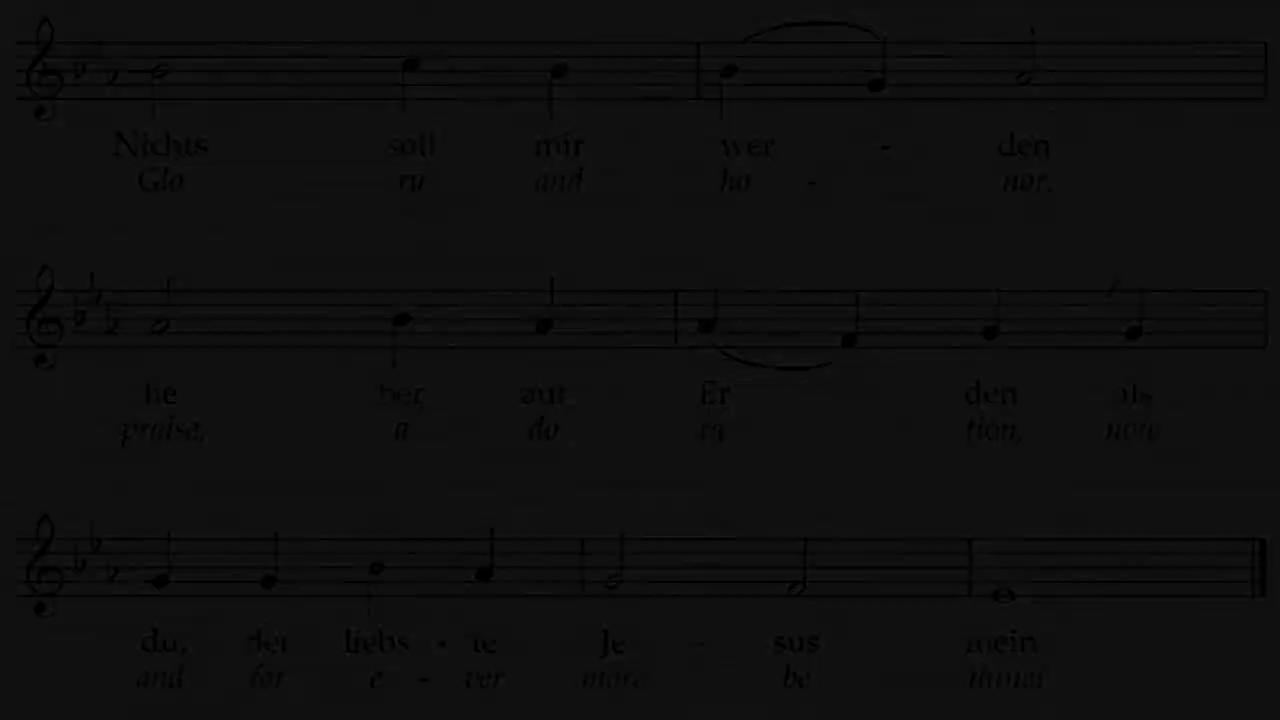 Nichts soll mir wer - den
Glo ry and ho - nor,
lie ber auf Er den als
praise, a do ra tion, now
du, der liebs - te Je - sus mein
and for e - ver more be thine!